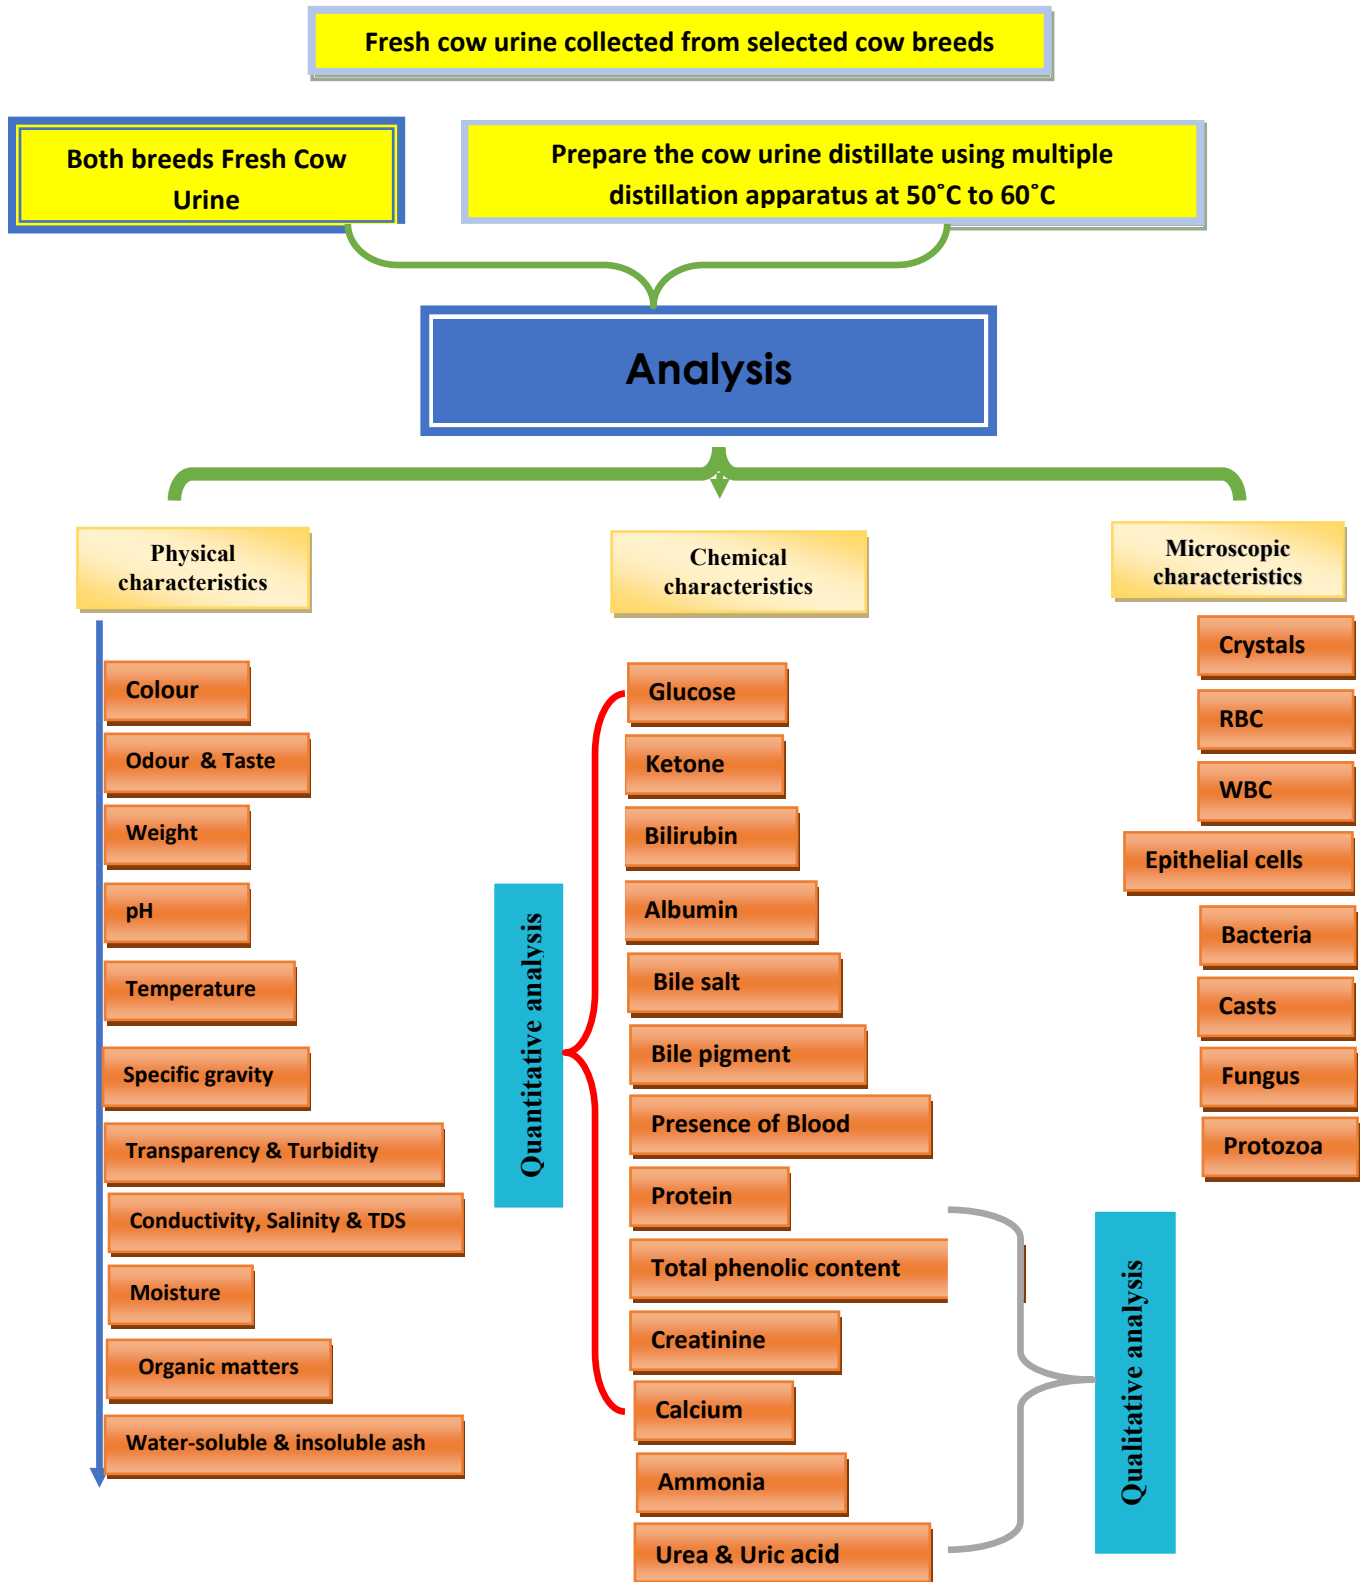 Fresh cow urine collected from selected cow breeds
Both breeds Fresh Cow
Urine
Prepare the cow urine distillate using multiple
distillation apparatus at 50˚C to 60˚C
Analysis
Physical
characteristics
Colour
Odour & Taste
Weight
pH
Temperature
Specific gravity
Transparency & Turbidity
Conductivity, Salinity & TDS
Moisture
Organic matters
Water-soluble & insoluble ash
Chemical
characteristics
Quantitative analysis
Glucose
Ketone
Bilirubin
Albumin
Bile salt
Bile pigment
Presence of Blood
Protein
Total phenolic content
Creatinine
Calcium
Ammonia
Urea & Uric acid
Qualitative analysis
Microscopic
characteristics
Crystals
RBC
WBC
Epithelial cells
Bacteria
Casts
Fungus
Protozoa